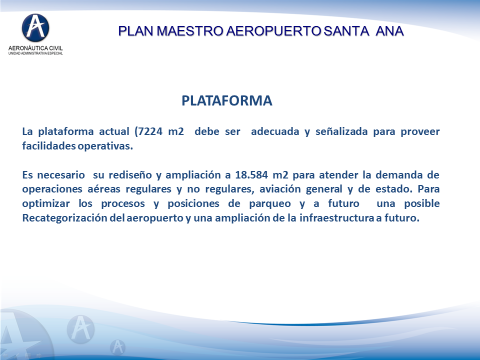 PLAN MAESTRO AEROPUERTO SANTA ANA
AERONÁUTICA CIVIL
UNIDAD ADMINISTRATIVA ESPECIAL
PLATAFORMA
La plataforma actual (7224 m2 debe ser adecuada y señalizada para proveer
facilidades operativas.
Es necesario su rediseño y ampliación a 18.584 m2 para atender la demanda de
operaciones aéreas regulares y no regulares, aviación general y de estado. Para
optimizar los procesos y posiciones de parqueo y a futuro una posible
Recategorización del aeropuerto y una ampliación de la infraestructura a futuro.